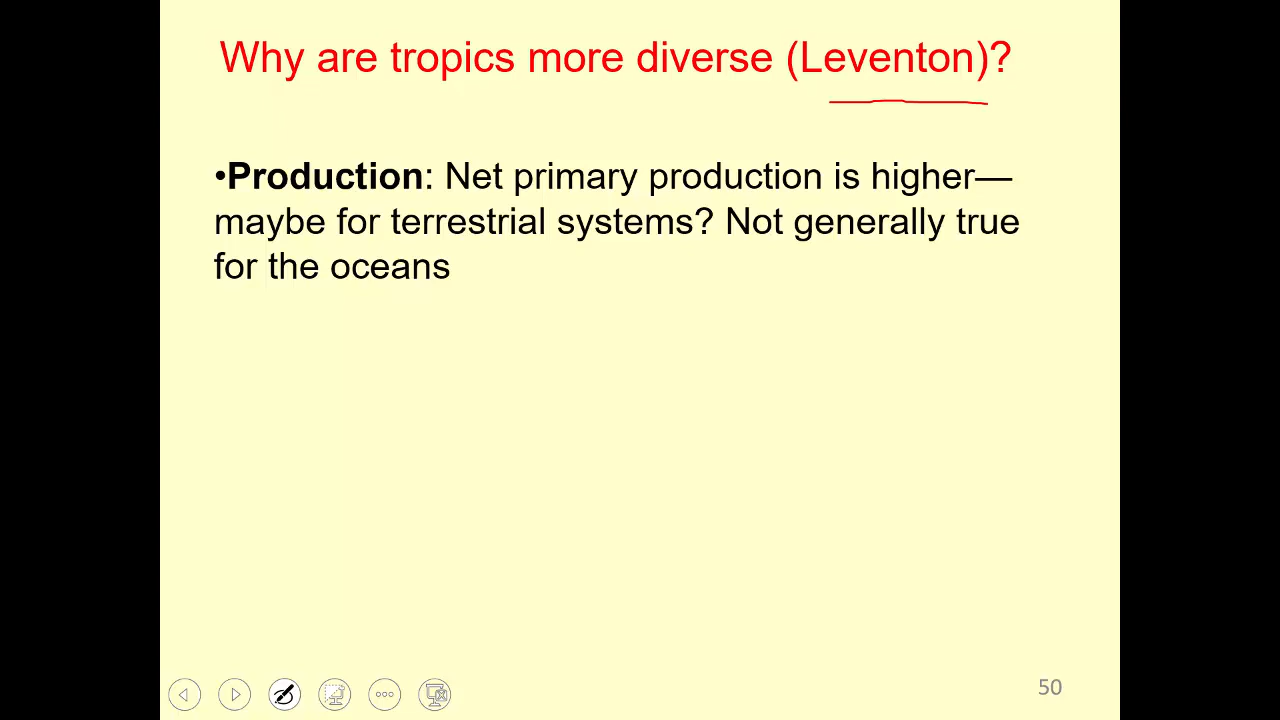 Why are tropics more diverse (Leventon)?
•Production: Net primary production is higher—
maybe for terrestrial systems? Not generally true
for the oceans
50